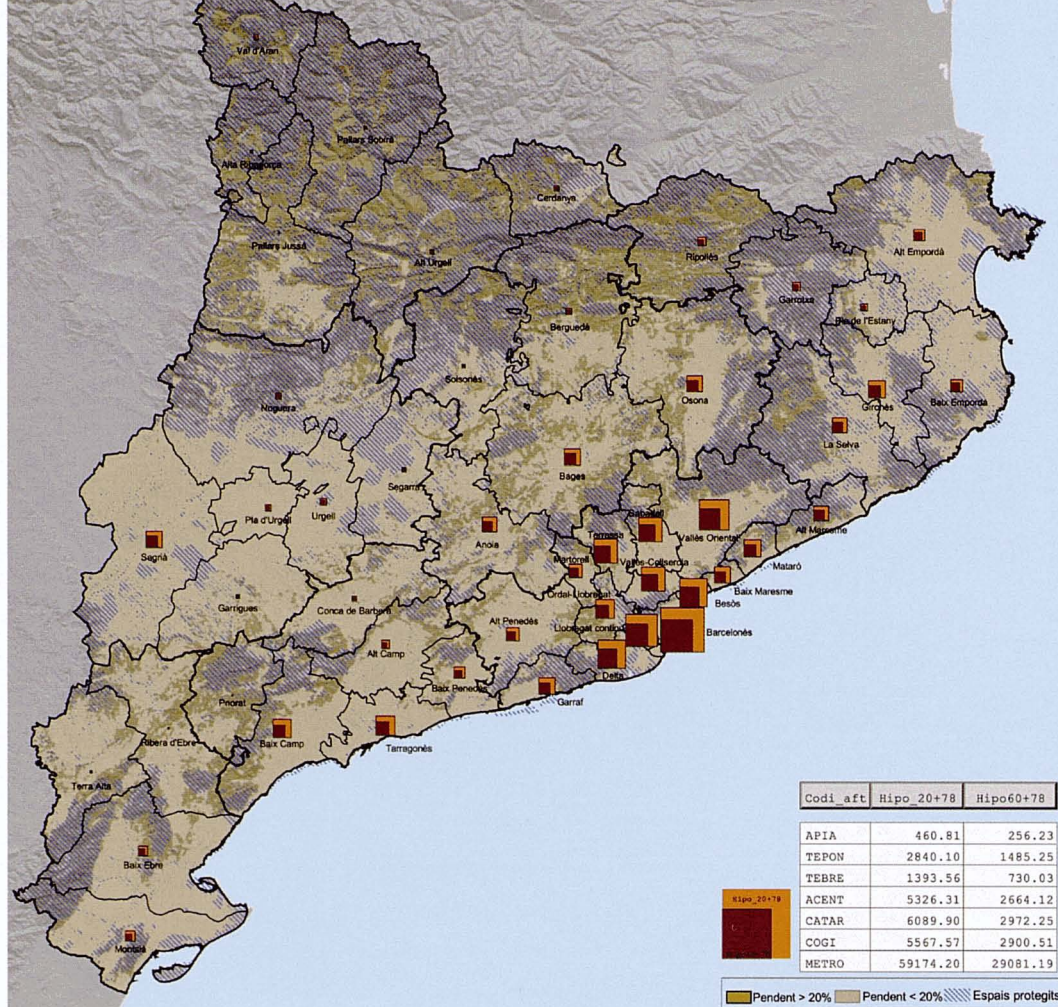 Val d'Aran
Pallars Sobirà
Alta Ribagorça
Cerdanya
Pallars Jussà
Alt Urgell
Ripollès
Alt Empordà
Garrotxa
Pla de l'Estany
Berguedà
Solsonès
Noguera
Osona
Gironès
Baix Empordà
La Selva
Bages
Segarra
Pla d'Urgell
Urgell
Segrià
Anoia
Sabadell
Terrassa
Vallès Oriental
Alt Maresme
Martorell
Vallès-Collserola
Mataró
Baix Maresme
Garrigues
Conca de Barberà
Ordal-Llobregat
Besòs
Alt Penedès
Llobregat continu
Barcelonès
Alt Camp
Baix Penedès
Delta
Garraf
Priorat
Ribera d'Ebre
Baix Camp
Tarragonès
Terra Alta
Baix Ebre
Montsià
Codi_aft Hipo_20+78 Hipo60+78
APIA 460.81 256.23
TEPON 2840.10 1485.25
TEBRE 1393.56 730.03
ACENT 5326.31 2664.12
CATAR 6089.90 2972.25
COGI 5567.57 2900.51
METRO 59174.20 29081.19
Hipo_20+78
Pendent > 20% Pendent < 20% Espais protegits